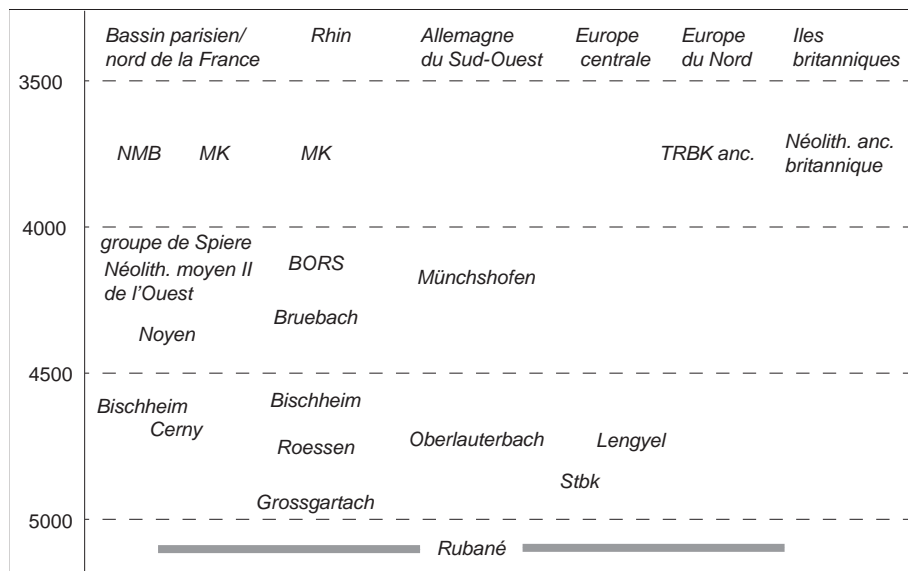 Bassin parisien/ Rhin Allemagne Europe Europe Iles
nord de la France du Sud-Ouest centrale du Nord britanniques
3500
NMB MK MK TRBK anc. Néolith. anc.
britannique
4000
groupe de Spiere
BORS
Néolith. moyen II Münchshofen
de l'Ouest
Bruebach
Noyen
4500
Bischheim Bischheim
Cerny
Roessen Oberlauterbach Lengyel
Stbk
Grossgartach
5000
Rubané